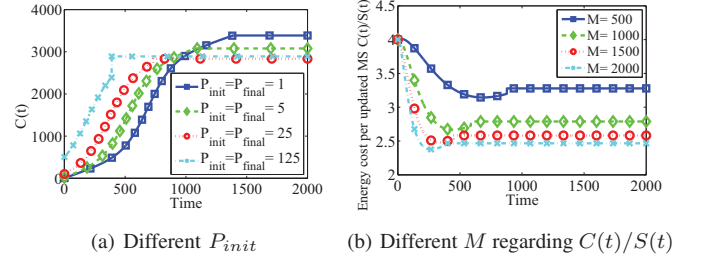 4000
3000
2000
1000
0
C(t)
0 500 1000 1500 2000
Time
P_init=P_final= 1
P_init=P_final= 5
P_init=P_final= 25
P_init=P_final= 125
(a) Different P_init
4.5
4
3.5
3
2.5
2
Energy cost per updated MS C(t)/S(t)
0 500 1000 1500 2000
Time
M= 500
M= 1000
M= 1500
M= 2000
(b) Different M regarding C(t)/S(t)